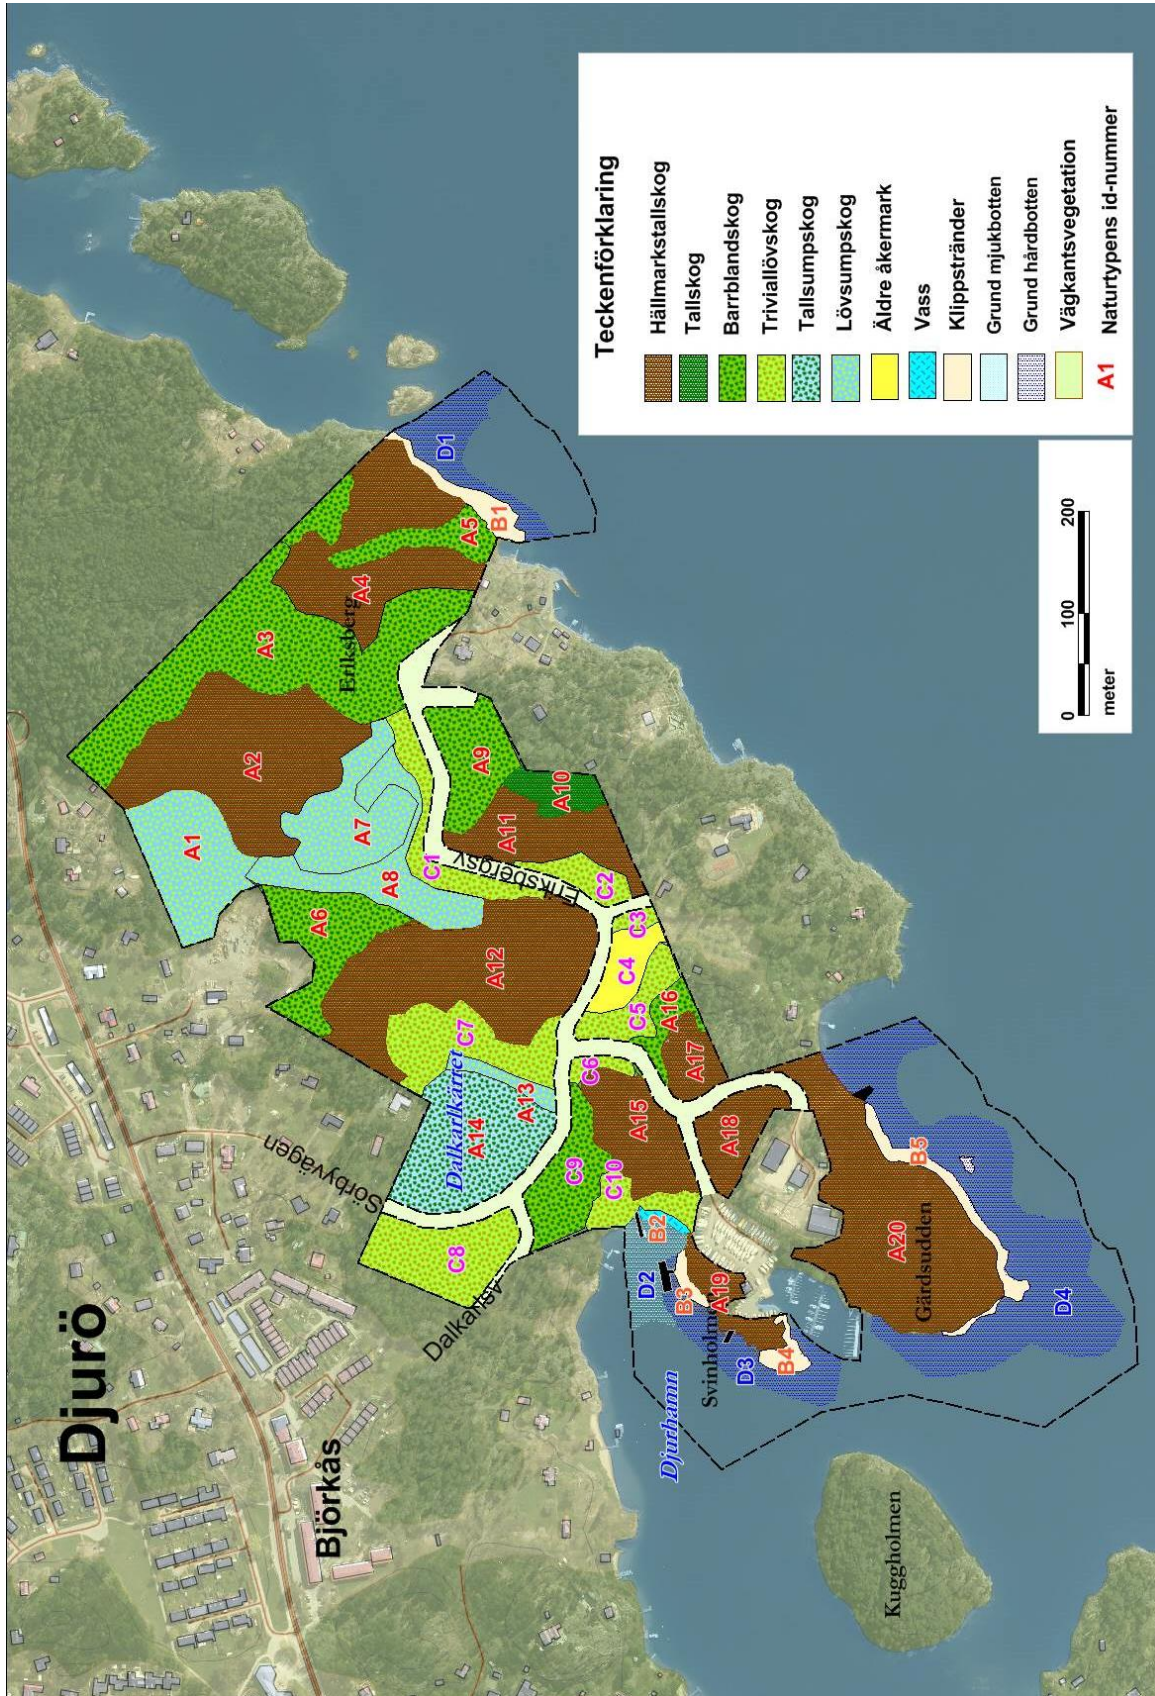 Djurö
Björkås
Sörbyvägen
Dalkarlsv
Eriksbergsv
Eriksberg
Dalkarlkärret
Djurhamn
Svinholmen
Gårdsudden
Kuggholmen
A1
A2
A3
A4
A5
A6
A7
A8
A9
A10
A11
A12
A13
A14
A15
A16
A17
A18
A19
A20
B1
B2
B3
B4
B5
C1
C2
C3
C4
C5
C6
C7
C8
C9
C10
D1
D2
D3
D4
Teckenförklaring
Hällmarkstallskog
Tallskog
Barrblandskog
Triviallövskog
Tallsumpskog
Lövsumpskog
Äldre åkermark
Vass
Klippstränder
Grund mjukbotten
Grund hårdbotten
Vägkantsvegetation
A1 Naturtypens id-nummer
0 100 200
meter